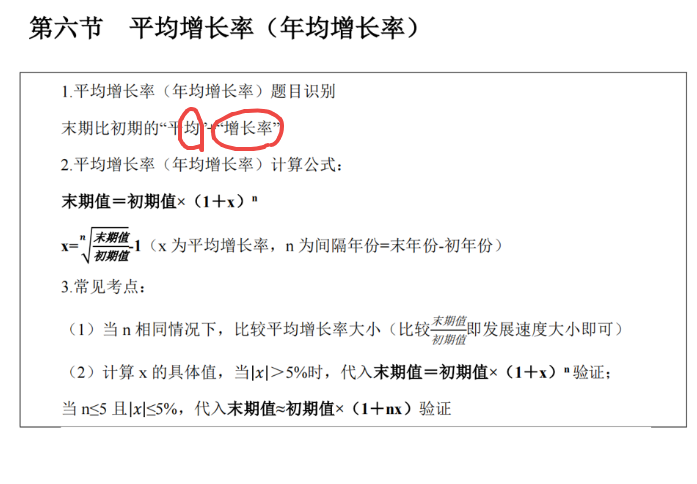 第六节 平均增长率（年均增长率）
1.平均增长率（年均增长率）题目识别
末期比初期的“平均”+“增长率”
2.平均增长率（年均增长率）计算公式：
末期值＝初期值×（1＋x）ⁿ
x=ⁿ√(末期值/初期值)-1（x 为平均增长率，n 为间隔年份=末年份-初年份）
3.常见考点：
（1）当 n 相同情况下，比较平均增长率大小（比较末期值/初期值即发展速度大小即可）
（2）计算 x 的具体值，当|x|＞5%时，代入末期值＝初期值×（1＋x）ⁿ 验证；
当 n≤5 且|x|≤5%，代入末期值≈初期值×（1＋nx）验证